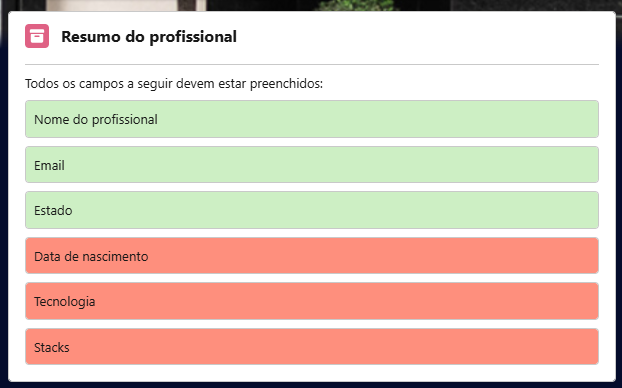 Resumo do profissional
Todos os campos a seguir devem estar preenchidos:
Nome do profissional
Email
Estado
Data de nascimento
Tecnologia
Stacks